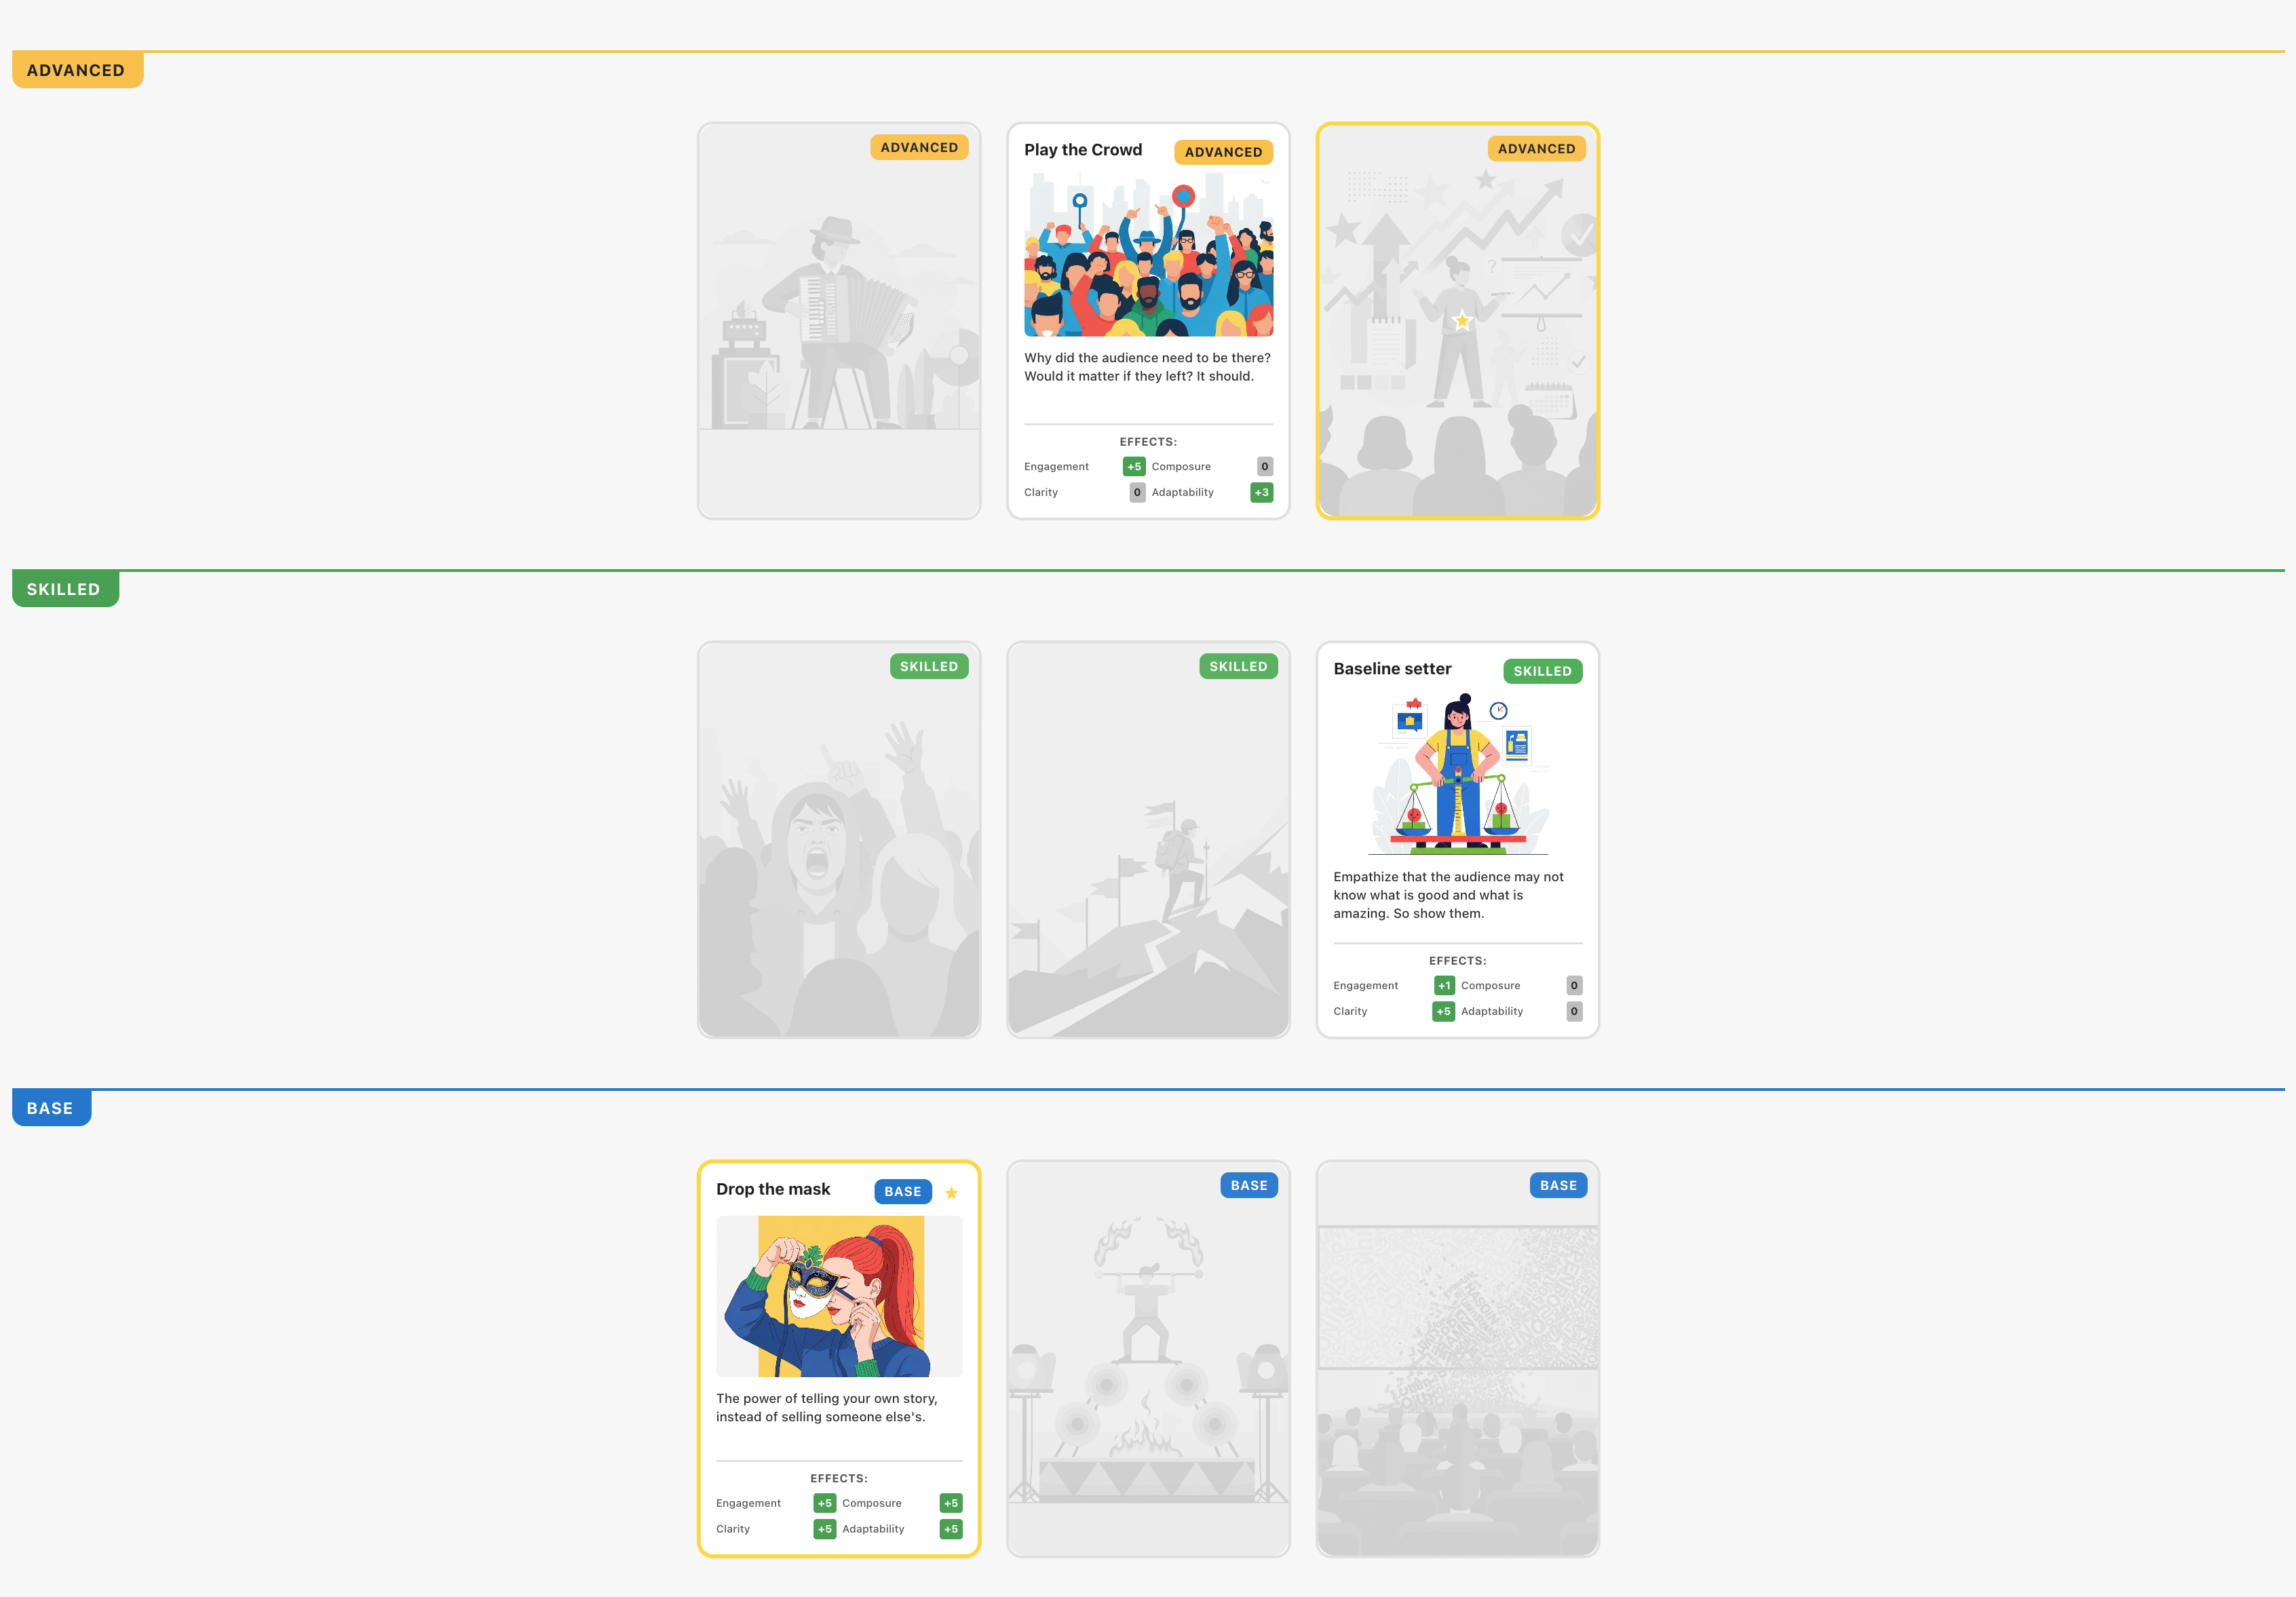 ADVANCED
ADVANCED
Play the Crowd
ADVANCED
Why did the audience need to be there?
Would it matter if they left? It should.
EFFECTS:
Engagement +5 Composure 0
Clarity 0 Adaptability +3
ADVANCED
SKILLED
SKILLED
SKILLED
Baseline setter
SKILLED
Empathize that the audience may not
know what is good and what is
amazing. So show them.
EFFECTS:
Engagement +1 Composure 0
Clarity +5 Adaptability 0
BASE
Drop the mask
BASE
The power of telling your own story,
instead of selling someone else's.
EFFECTS:
Engagement +5 Composure +5
Clarity +5 Adaptability +5
BASE
BASE